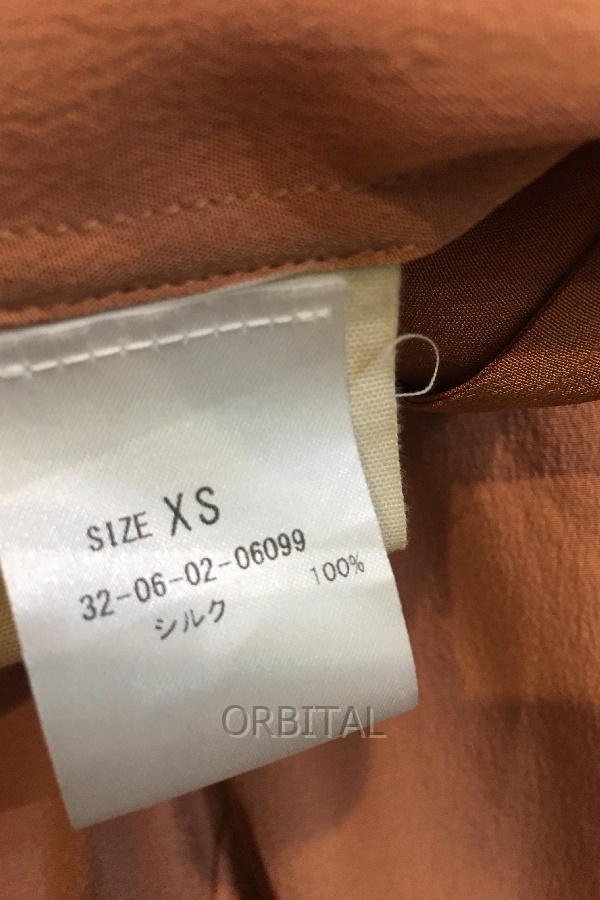 SIZE XS
32-06-02-06099
シルク 100%
ORBITAL